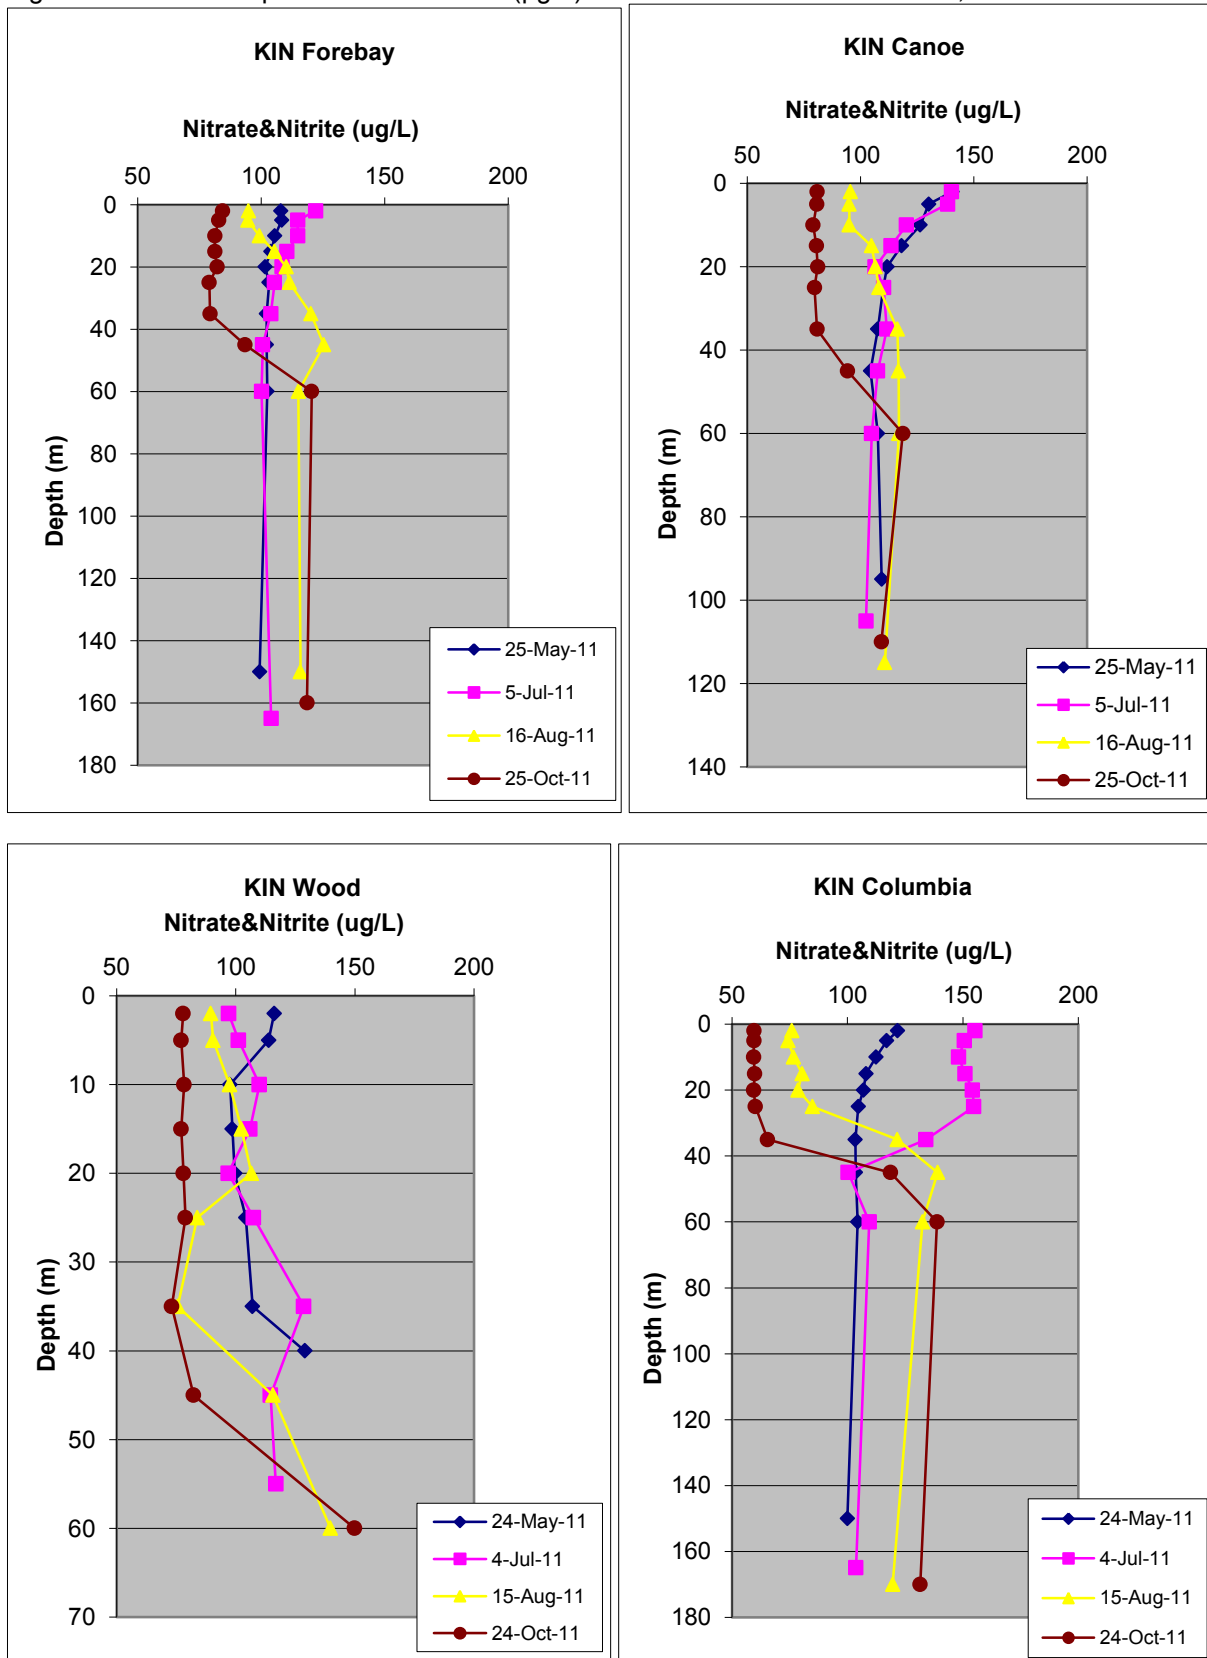 KIN Forebay
Nitrate&Nitrite (ug/L)
50 100 150 200
0
20
40
60
80
100
120
140
160
180
Depth (m)
25-May-11
5-Jul-11
16-Aug-11
25-Oct-11
KIN Canoe
Nitrate&Nitrite (ug/L)
50 100 150 200
0
20
40
60
80
100
120
140
Depth (m)
25-May-11
5-Jul-11
16-Aug-11
25-Oct-11
KIN Wood
Nitrate&Nitrite (ug/L)
50 100 150 200
0
10
20
30
40
50
60
70
Depth (m)
24-May-11
4-Jul-11
15-Aug-11
24-Oct-11
KIN Columbia
Nitrate&Nitrite (ug/L)
50 100 150 200
0
20
40
60
80
100
120
140
160
180
Depth (m)
24-May-11
4-Jul-11
15-Aug-11
24-Oct-11